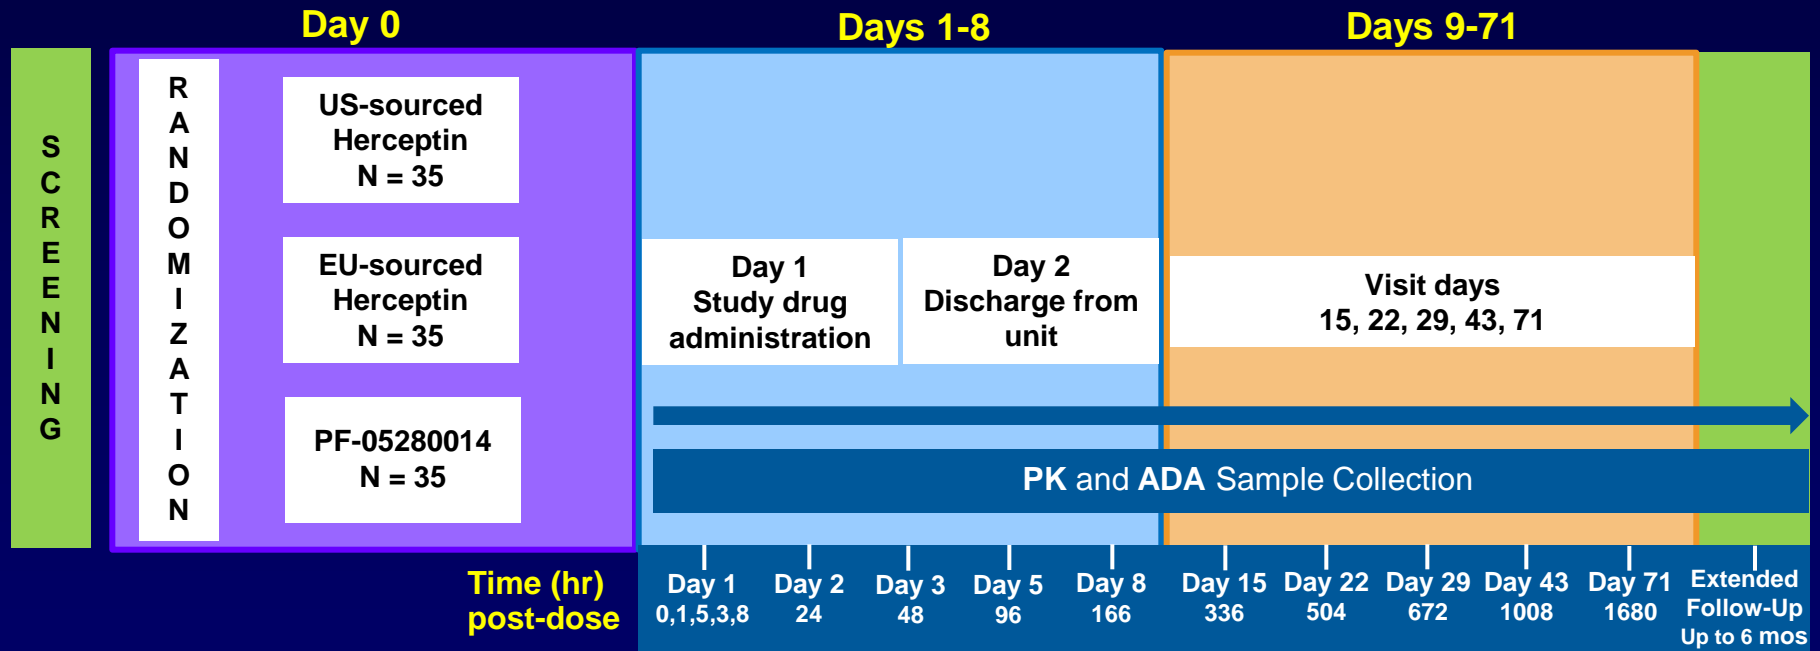 Day 0
Days 1-8
Days 9-71
SCREENING
RANDOMIZATION
US-sourced
Herceptin
N = 35
EU-sourced
Herceptin
N = 35
PF-05280014
N = 35
Day 1
Study drug
administration
Day 2
Discharge from
unit
Visit days
15, 22, 29, 43, 71
PK and ADA Sample Collection
Time (hr)
post-dose
Day 1
0,1,5,3,8
Day 2
24
Day 3
48
Day 5
96
Day 8
166
Day 15
336
Day 22
504
Day 29
672
Day 43
1008
Day 71
1680
Extended
Follow-Up
Up to 6 mos